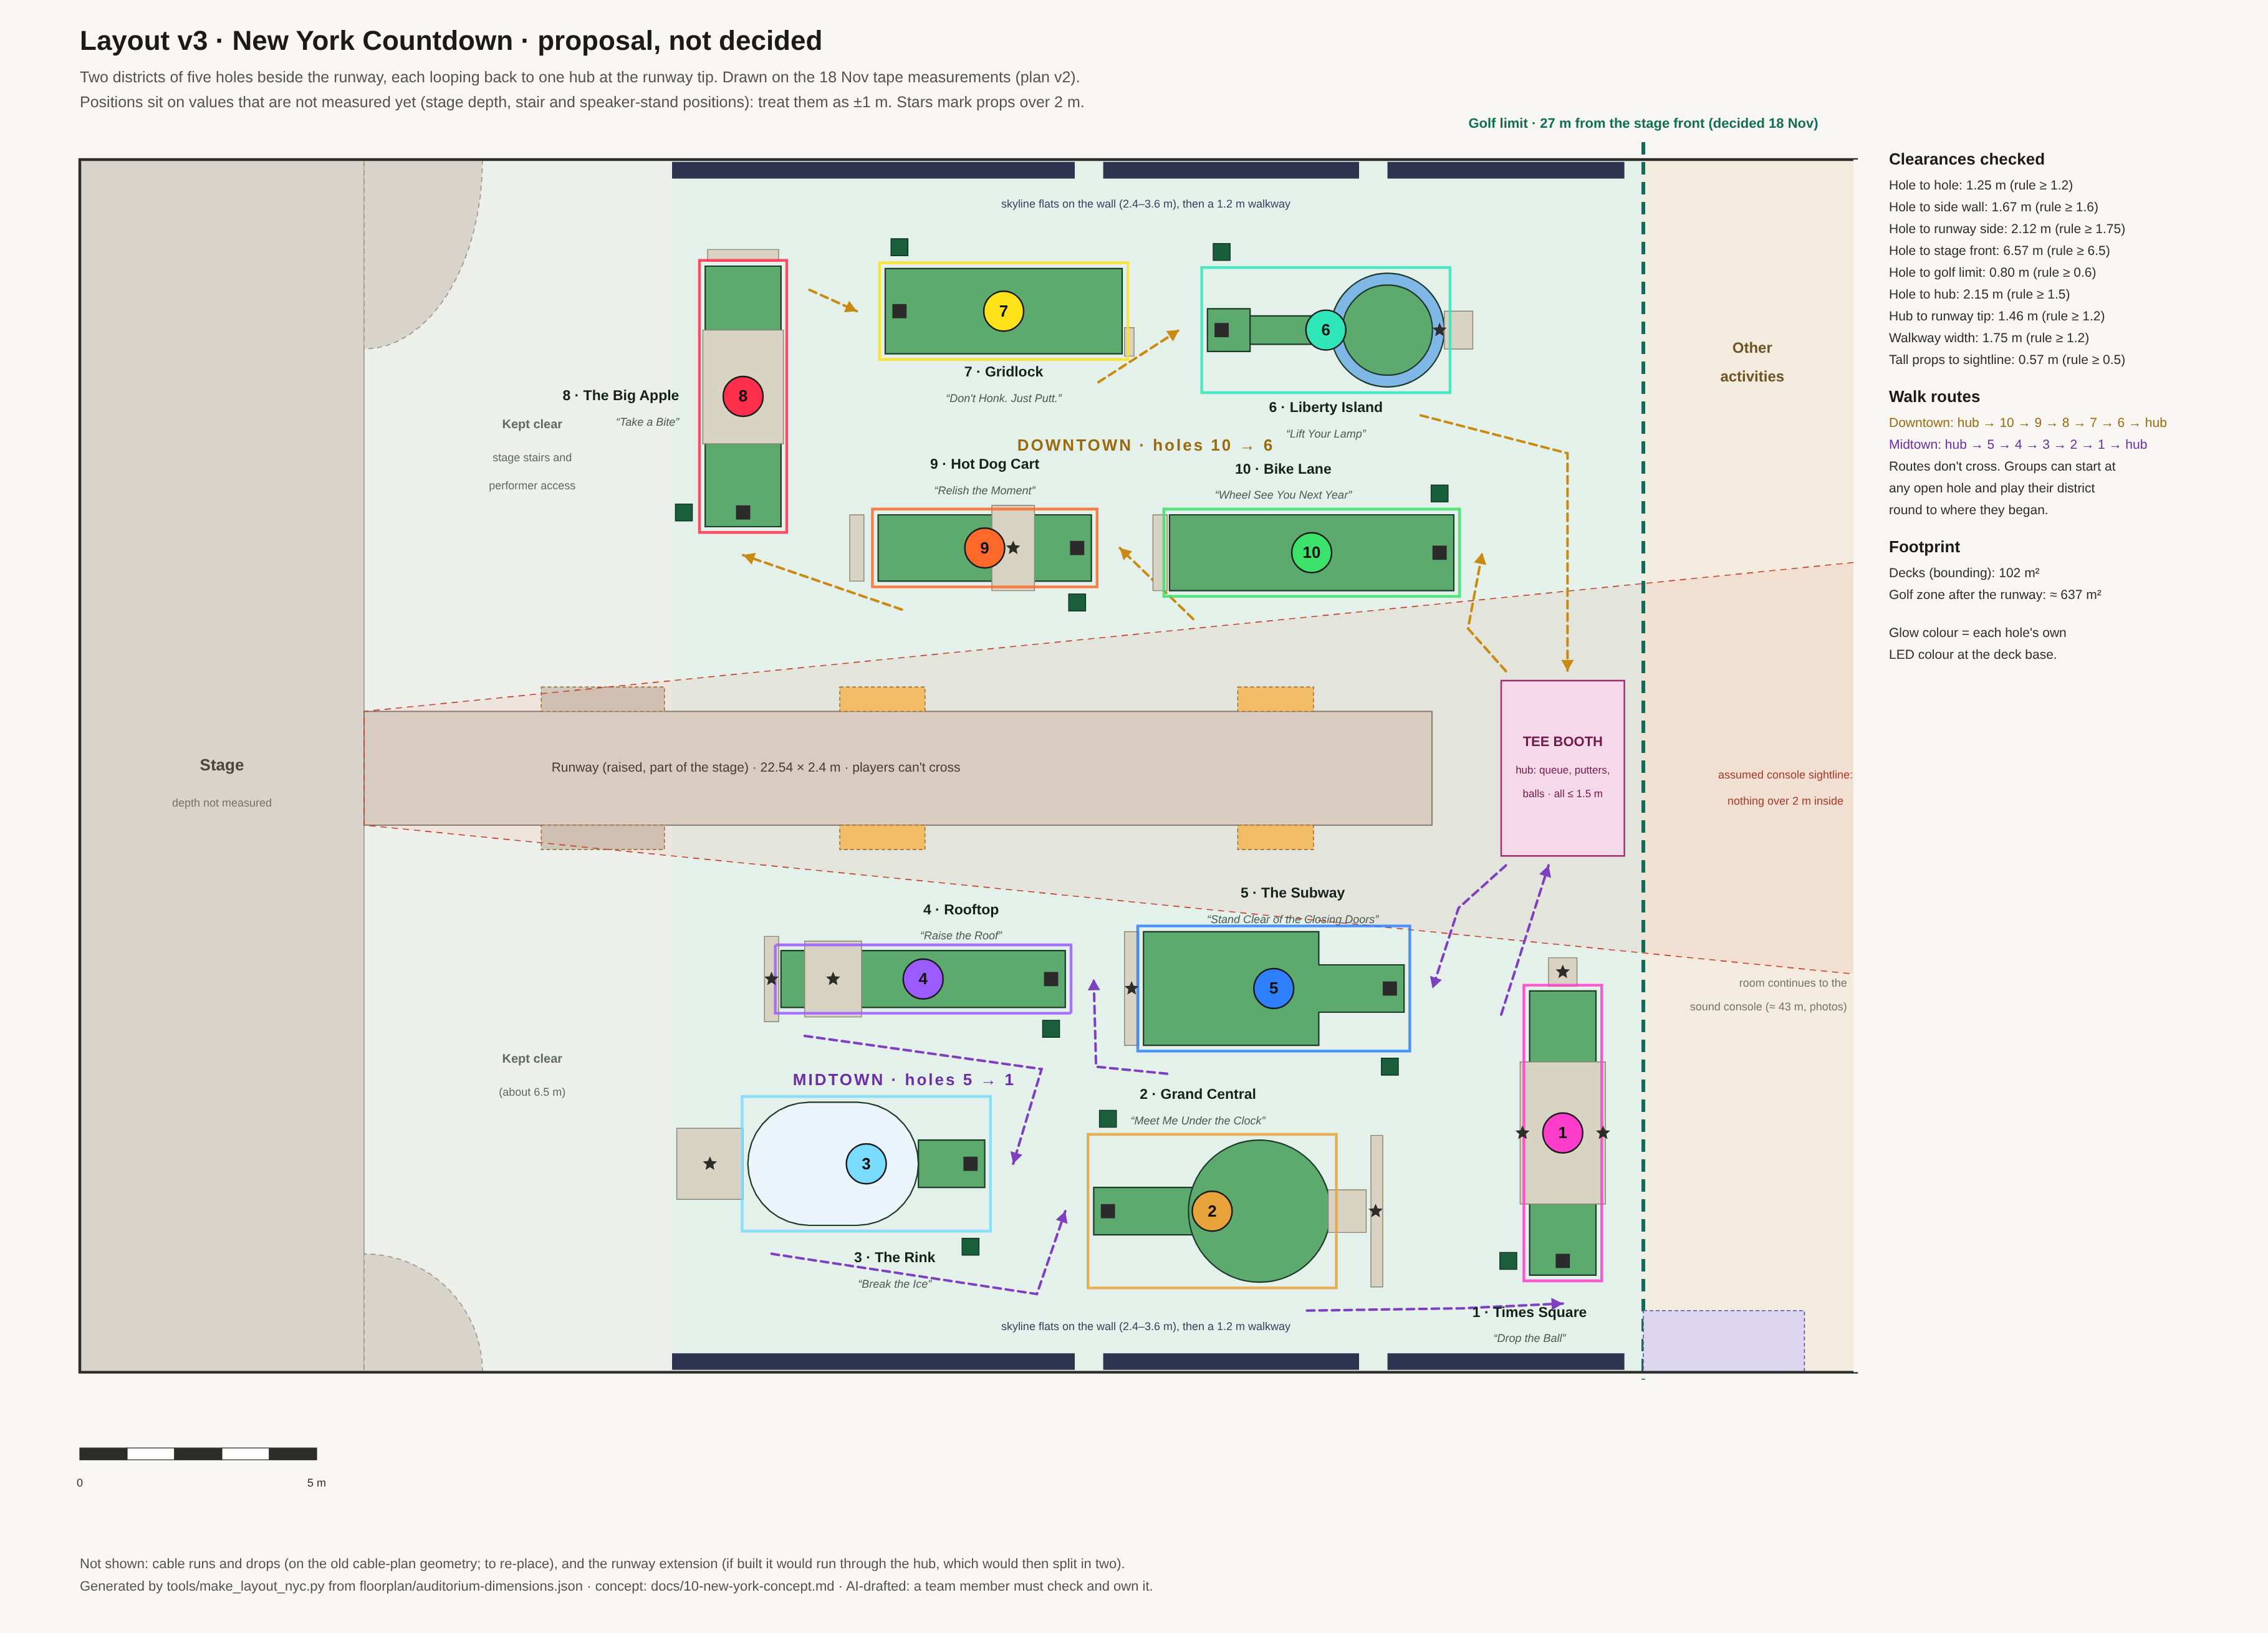 Layout v3 · New York Countdown · proposal, not decided
Two districts of five holes beside the runway, each looping back to one hub at the runway tip. Drawn on the 18 Nov tape measurements (plan v2).
Positions sit on values that are not measured yet (stage depth, stair and speaker-stand positions): treat them as ±1 m. Stars mark props over 2 m.
Golf limit · 27 m from the stage front (decided 18 Nov)
skyline flats on the wall (2.4–3.6 m), then a 1.2 m walkway
7
6
8
7 · Gridlock
“Don't Honk. Just Putt.”
8 · The Big Apple
“Take a Bite”
Kept clear
stage stairs and
performer access
6 · Liberty Island
“Lift Your Lamp”
DOWNTOWN · holes 10 → 6
9 · Hot Dog Cart
“Relish the Moment”
10 · Bike Lane
“Wheel See You Next Year”
9
10
Other
activities
Stage
depth not measured
Runway (raised, part of the stage) · 22.54 × 2.4 m · players can't cross
TEE BOOTH
hub: queue, putters,
balls · all ≤ 1.5 m
assumed console sightline:
nothing over 2 m inside
5 · The Subway
“Stand Clear of the Closing Doors”
4 · Rooftop
“Raise the Roof”
4
5
room continues to the
sound console (≈ 43 m, photos)
Kept clear
(about 6.5 m)
MIDTOWN · holes 5 → 1
2 · Grand Central
“Meet Me Under the Clock”
1
3
2
3 · The Rink
“Break the Ice”
1 · Times Square
“Drop the Ball”
skyline flats on the wall (2.4–3.6 m), then a 1.2 m walkway
Clearances checked
Hole to hole: 1.25 m (rule ≥ 1.2)
Hole to side wall: 1.67 m (rule ≥ 1.6)
Hole to runway side: 2.12 m (rule ≥ 1.75)
Hole to stage front: 6.57 m (rule ≥ 6.5)
Hole to golf limit: 0.80 m (rule ≥ 0.6)
Hole to hub: 2.15 m (rule ≥ 1.5)
Hub to runway tip: 1.46 m (rule ≥ 1.2)
Walkway width: 1.75 m (rule ≥ 1.2)
Tall props to sightline: 0.57 m (rule ≥ 0.5)
Walk routes
Downtown: hub → 10 → 9 → 8 → 7 → 6 → hub
Midtown: hub → 5 → 4 → 3 → 2 → 1 → hub
Routes don't cross. Groups can start at
any open hole and play their district
round to where they began.
Footprint
Decks (bounding): 102 m²
Golf zone after the runway: ≈ 637 m²
Glow colour = each hole's own
LED colour at the deck base.
0
5 m
Not shown: cable runs and drops (on the old cable-plan geometry; to re-place), and the runway extension (if built it would run through the hub, which would then split in two).
Generated by tools/make_layout_nyc.py from floorplan/auditorium-dimensions.json · concept: docs/10-new-york-concept.md · AI-drafted: a team member must check and own it.